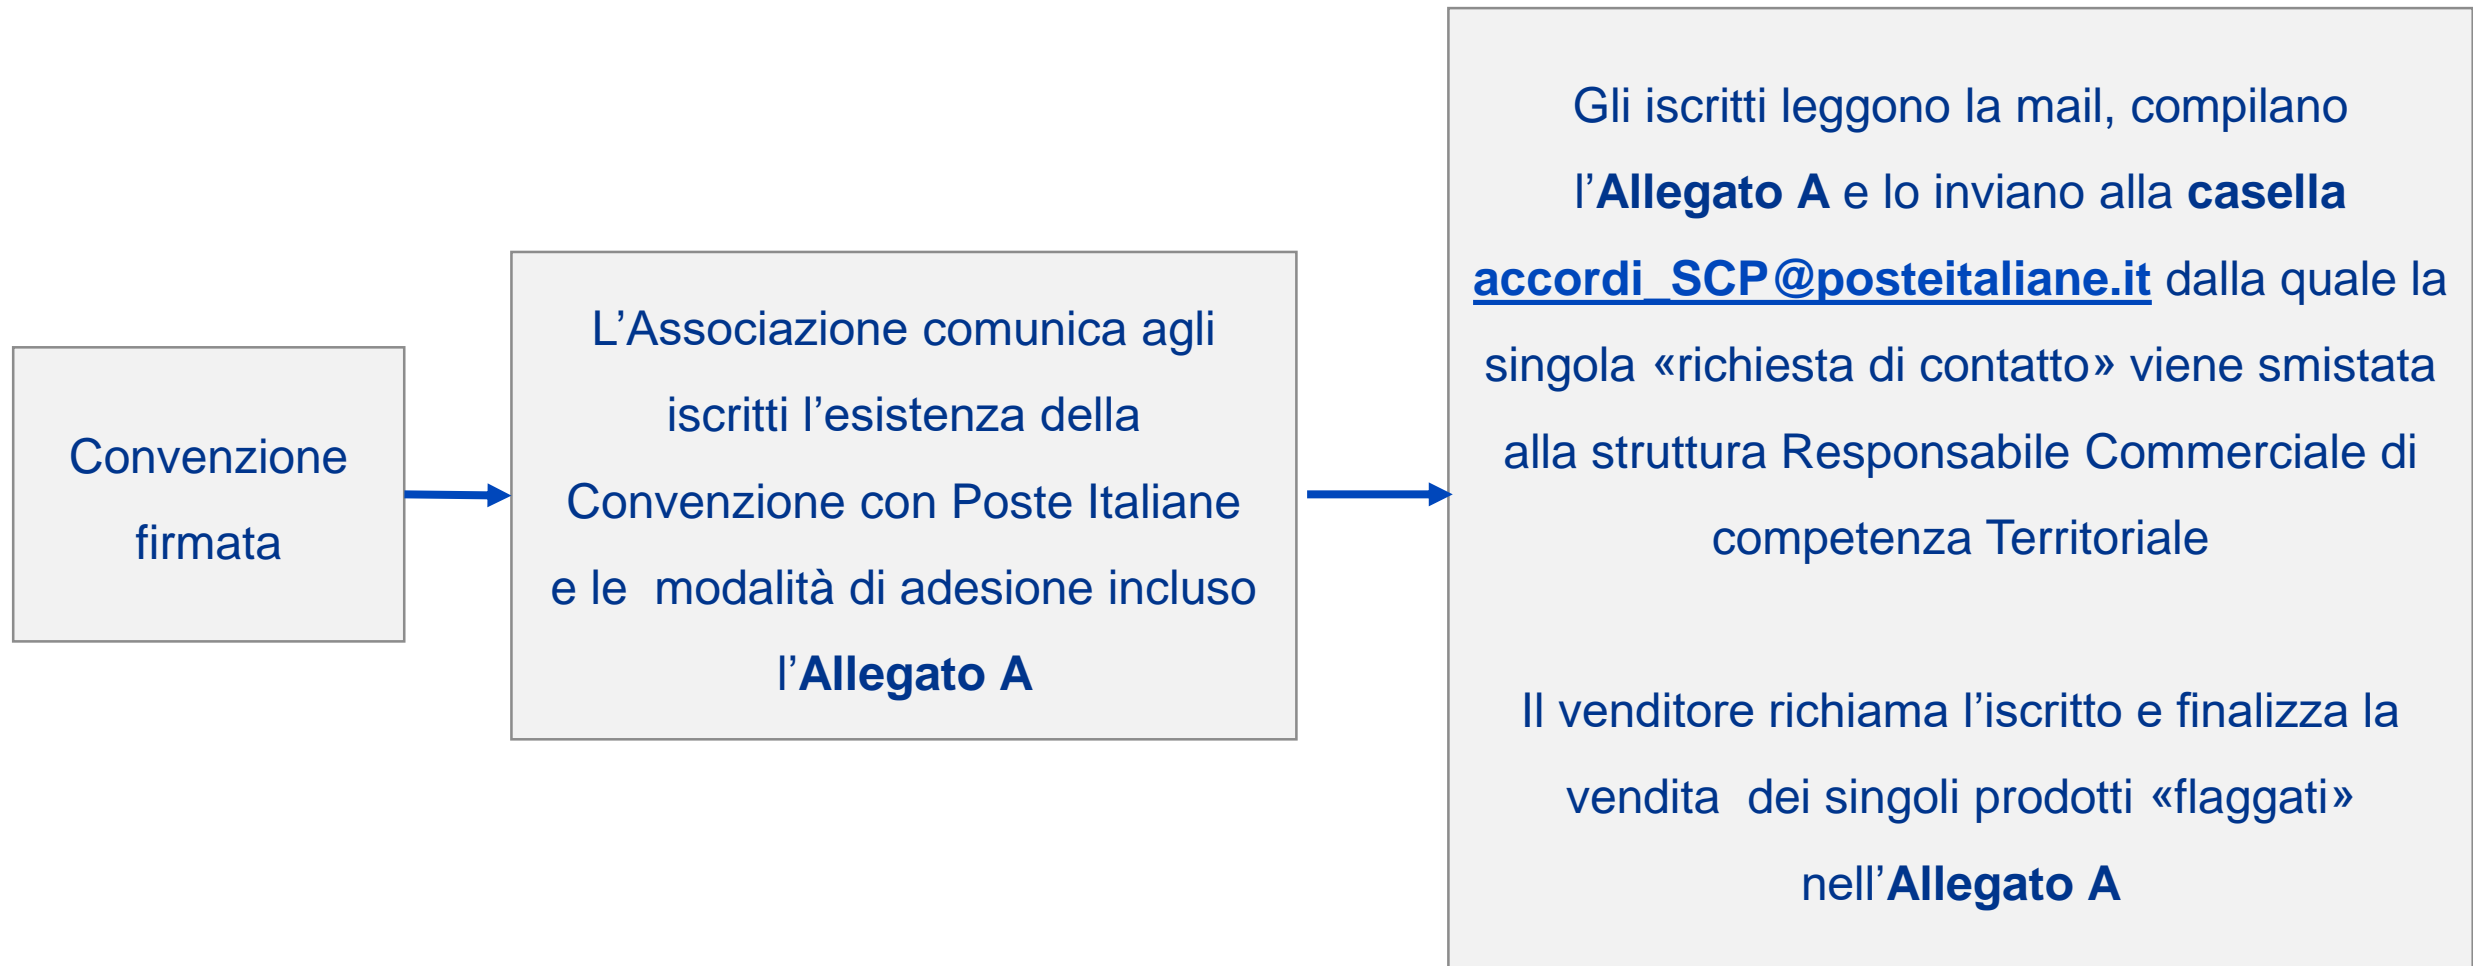 Convenzione
firmata
L’Associazione comunica agli
iscritti l’esistenza della
Convenzione con Poste Italiane
e le  modalità di adesione incluso
l’Allegato A
Gli iscritti leggono la mail, compilano
l’Allegato A e lo inviano alla casella
accordi_SCP@posteitaliane.it dalla quale la
singola «richiesta di contatto» viene smistata
alla struttura Responsabile Commerciale di
competenza Territoriale
Il venditore richiama l’iscritto e finalizza la
vendita  dei singoli prodotti «flaggati»
nell’Allegato A